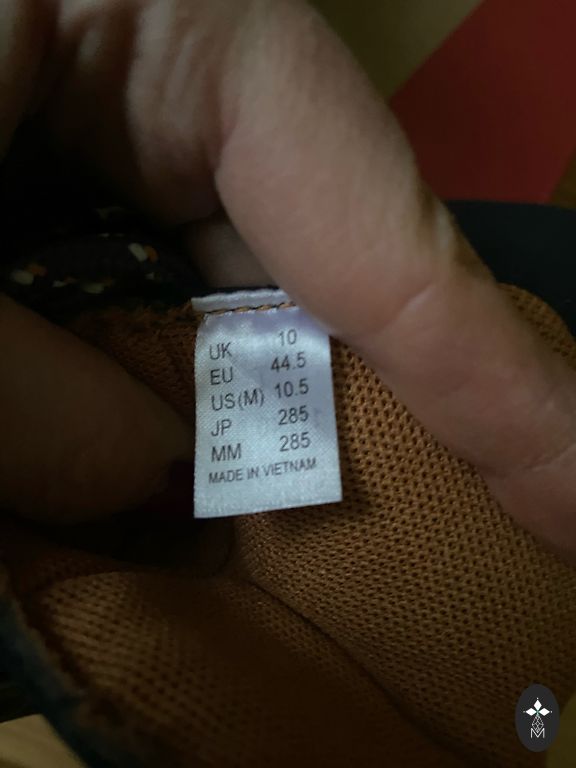 UK 10
EU 44.5
US(M) 10.5
JP 285
MM 285
MADE IN VIETNAM
M